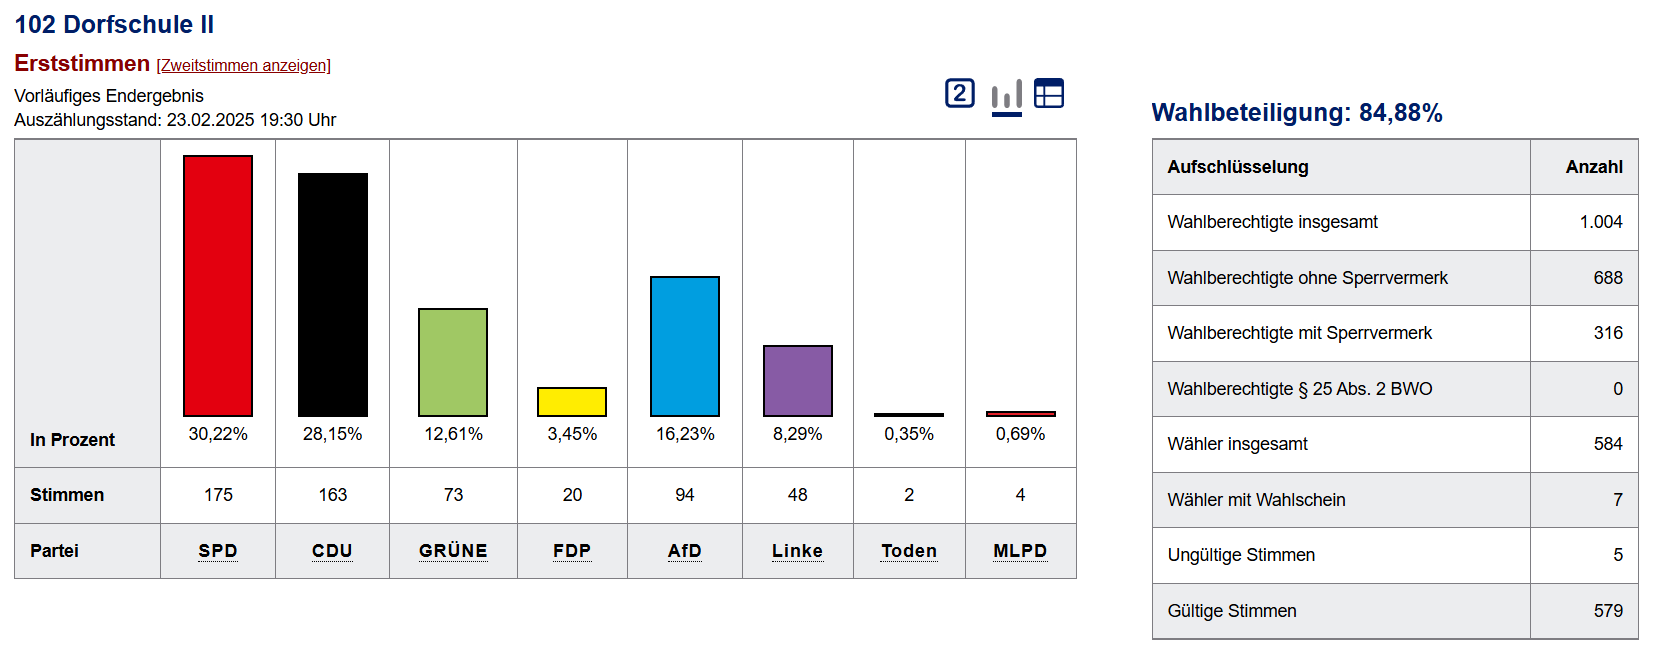 102 Dorfschule II
Erststimmen [Zweitstimmen anzeigen]
Vorläufiges Endergebnis
Auszählungsstand: 23.02.2025 19:30 Uhr
2
In Prozent 30,22% 28,15% 12,61% 3,45% 16,23% 8,29% 0,35% 0,69%
Stimmen 175 163 73 20 94 48 2 4
Partei SPD CDU GRÜNE FDP AfD Linke Toden MLPD
Wahlbeteiligung: 84,88%
Aufschlüsselung Anzahl
Wahlberechtigte insgesamt 1.004
Wahlberechtigte ohne Sperrvermerk 688
Wahlberechtigte mit Sperrvermerk 316
Wahlberechtigte § 25 Abs. 2 BWO 0
Wähler insgesamt 584
Wähler mit Wahlschein 7
Ungültige Stimmen 5
Gültige Stimmen 579